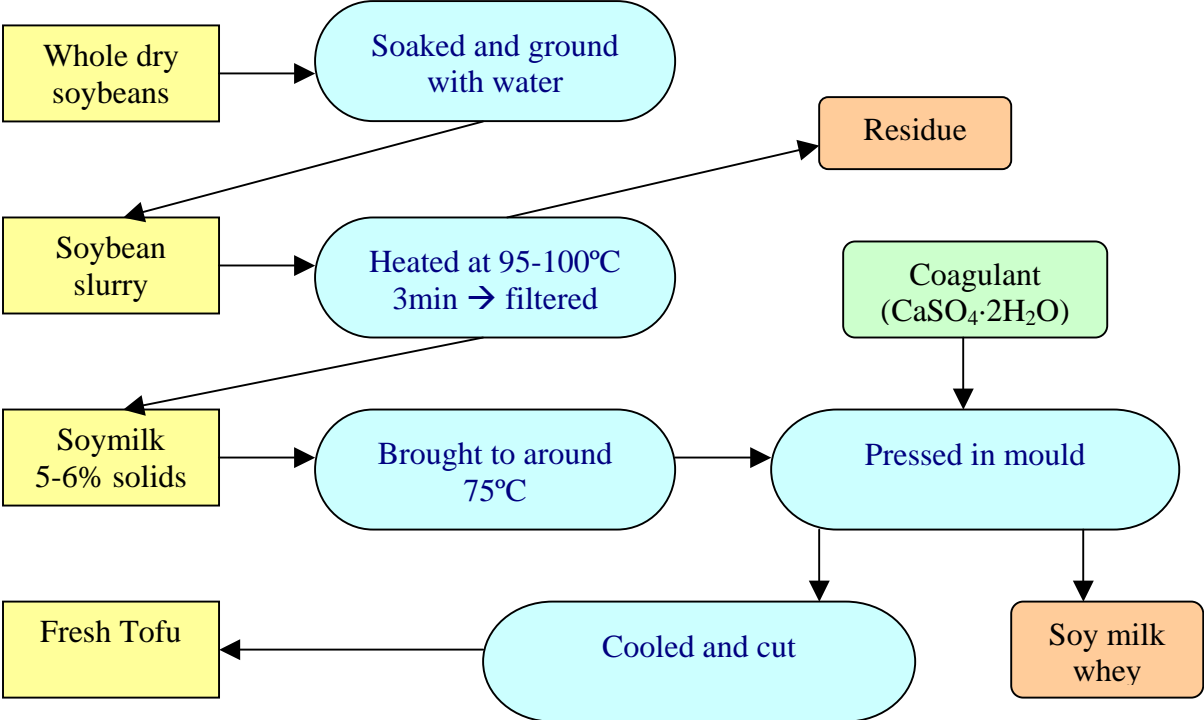 Whole dry
soybeans
Soaked and ground
with water
Residue
Soybean
slurry
Heated at 95-100ºC
3min → filtered
Coagulant
(CaSO₄·2H₂O)
Soymilk
5-6% solids
Brought to around
75ºC
Pressed in mould
Fresh Tofu
Cooled and cut
Soy milk
whey